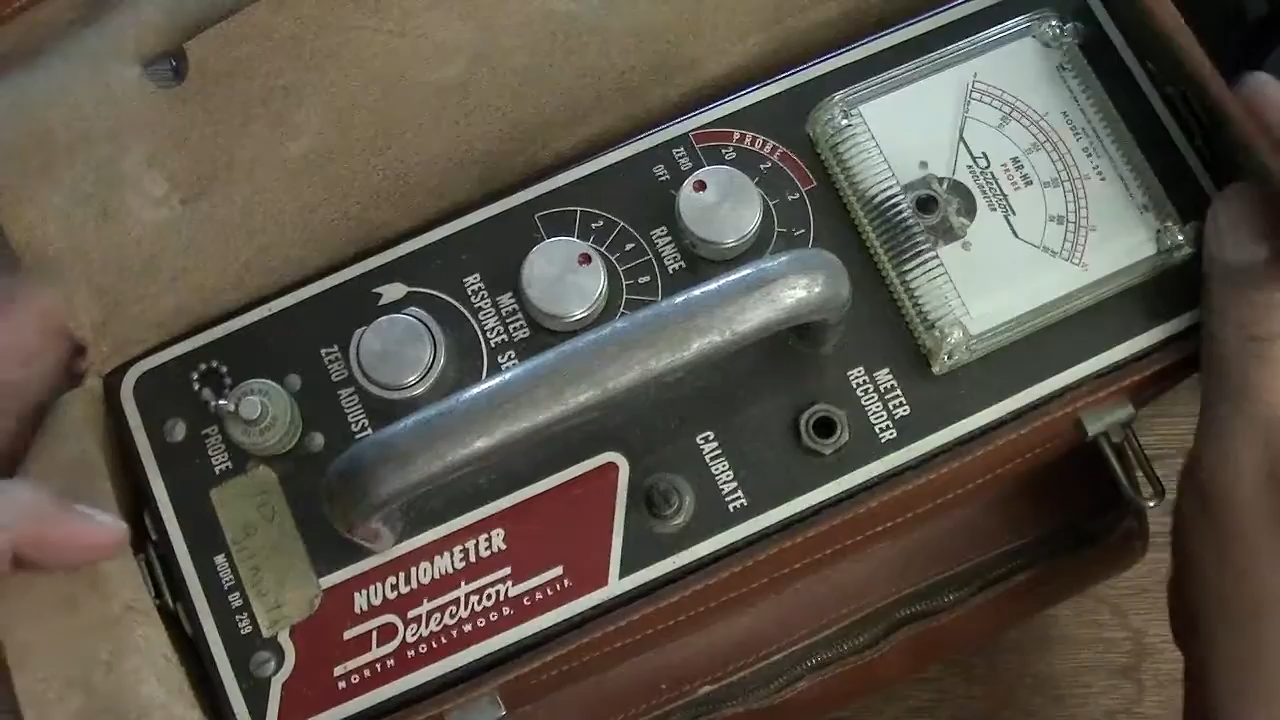 PROBE
ZERO 20 2. .2
OFF .1
RANGE
2 4 8
METER
RESPONSE SE
ZERO ADJUST
PROBE
MODEL DR 299
NUCLIOMETER
Detectron
NORTH HOLLYWOOD, CALIF.
CALIBRATE
METER
RECORDER
MODEL DR-299
MR-HR
PROBE
Detectron
NUCLIOMETER